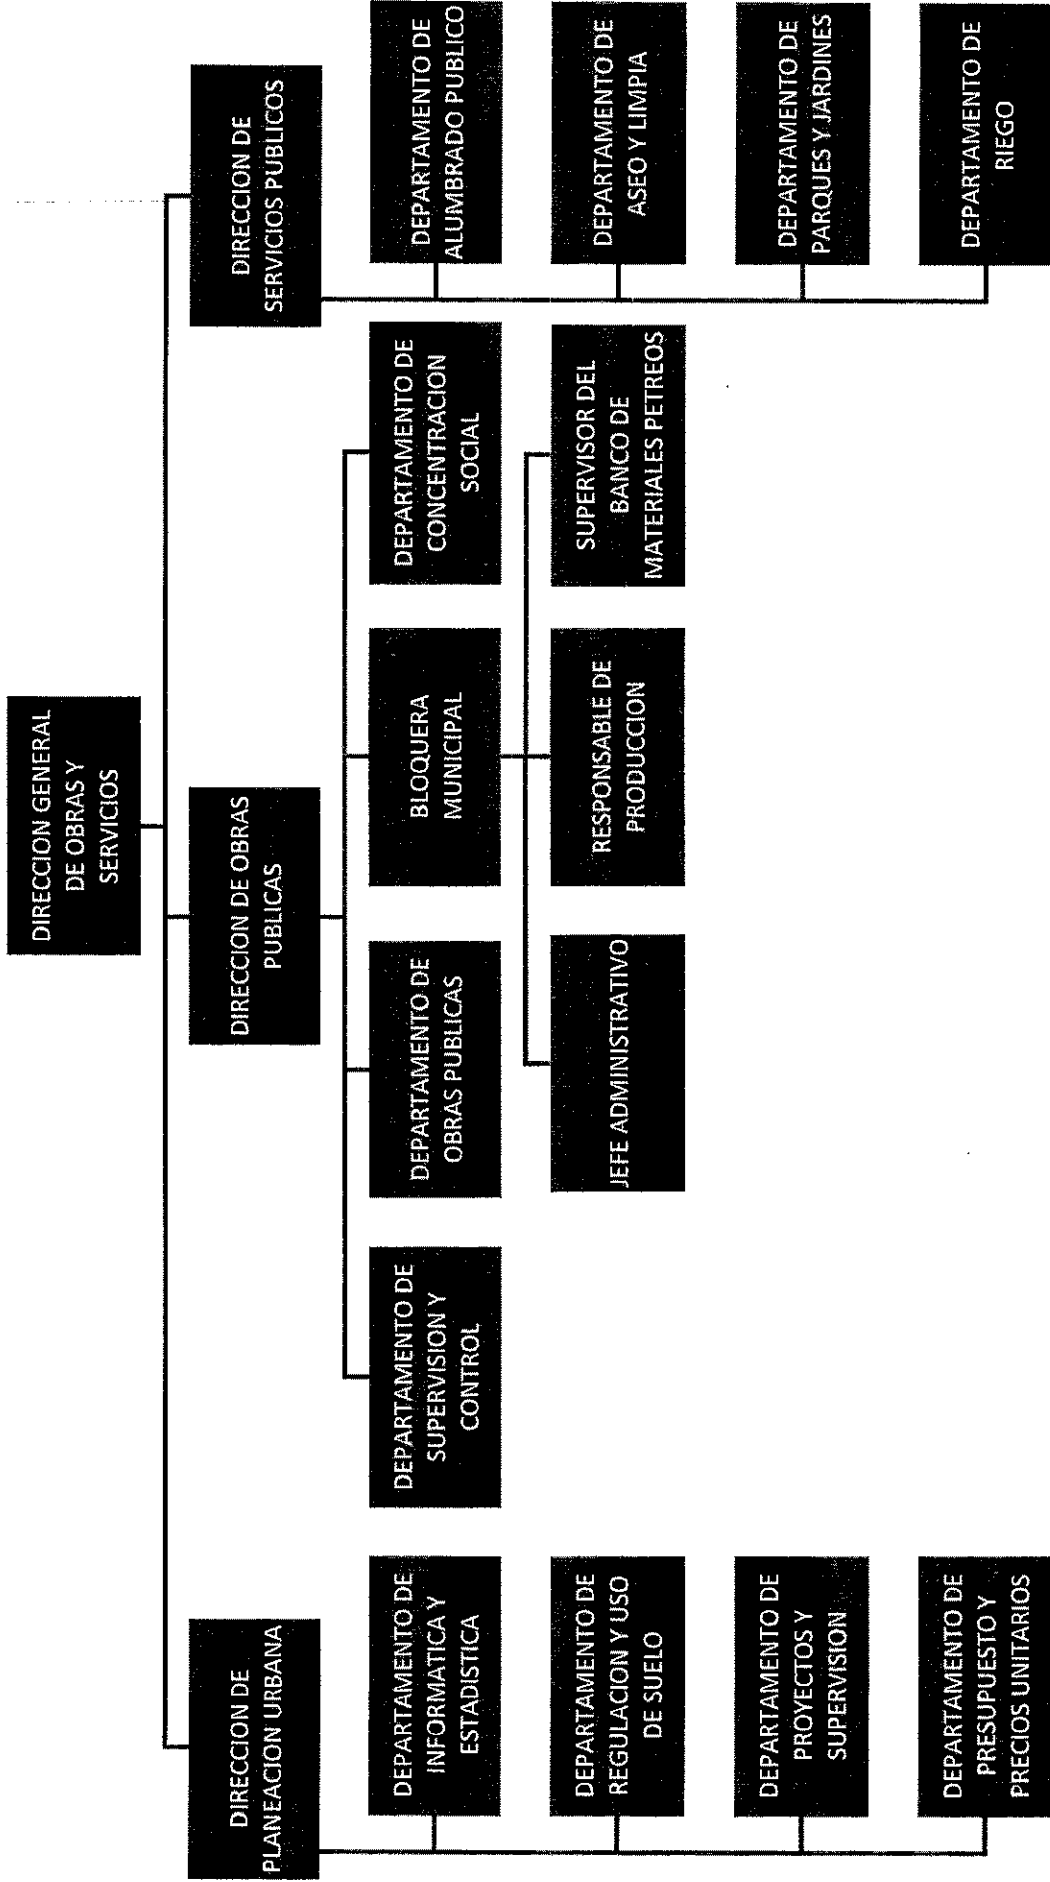 DIRECCION GENERAL
DE OBRAS Y
SERVICIOS
DIRECCION DE
PLANEACION URBANA
DIRECCION DE OBRAS
PUBLICAS
DIRECCION DE
SERVICIOS PUBLICOS
DEPARTAMENTO DE
INFORMATICA Y
ESTADISTICA
DEPARTAMENTO DE
SUPERVISION Y
CONTROL
DEPARTAMENTO DE
OBRAS PUBLICAS
BLOQUERA
MUNICIPAL
DEPARTAMENTO DE
CONCENTRACION
SOCIAL
DEPARTAMENTO DE
ALUMBRADO PUBLICO
DEPARTAMENTO DE
REGULACION Y USO
DE SUELO
JEFE ADMINISTRATIVO
RESPONSABLE DE
PRODUCCION
SUPERVISOR DEL
BANCO DE
MATERIALES PETREOS
DEPARTAMENTO DE
ASEO Y LIMPIA
DEPARTAMENTO DE
PROYECTOS Y
SUPERVISION
DEPARTAMENTO DE
PARQUES Y JARDINES
DEPARTAMENTO DE
PRESUPUESTO Y
PRECIOS UNITARIOS
DEPARTAMENTO DE
RIEGO